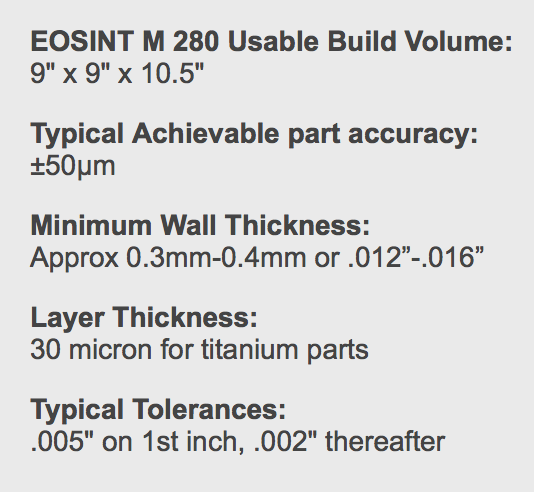 EOSINT M 280 Usable Build Volume:
9" x 9" x 10.5"
Typical Achievable part accuracy:
±50µm
Minimum Wall Thickness:
Approx 0.3mm-0.4mm or .012”-.016”
Layer Thickness:
30 micron for titanium parts
Typical Tolerances:
.005" on 1st inch, .002" thereafter